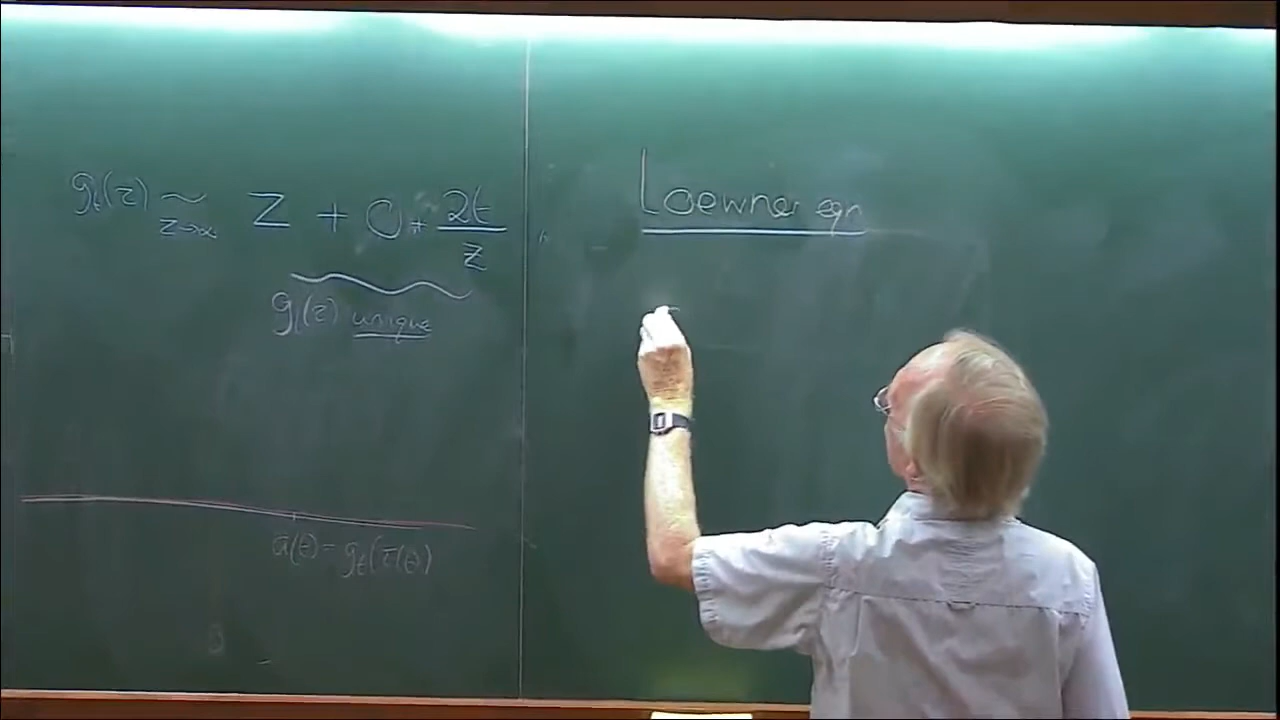 g_t(z) ~ z→∞ z + 0 + 2t/z
g_t(z) unique
a(t) = g_t(z(t))
Loewner eqn